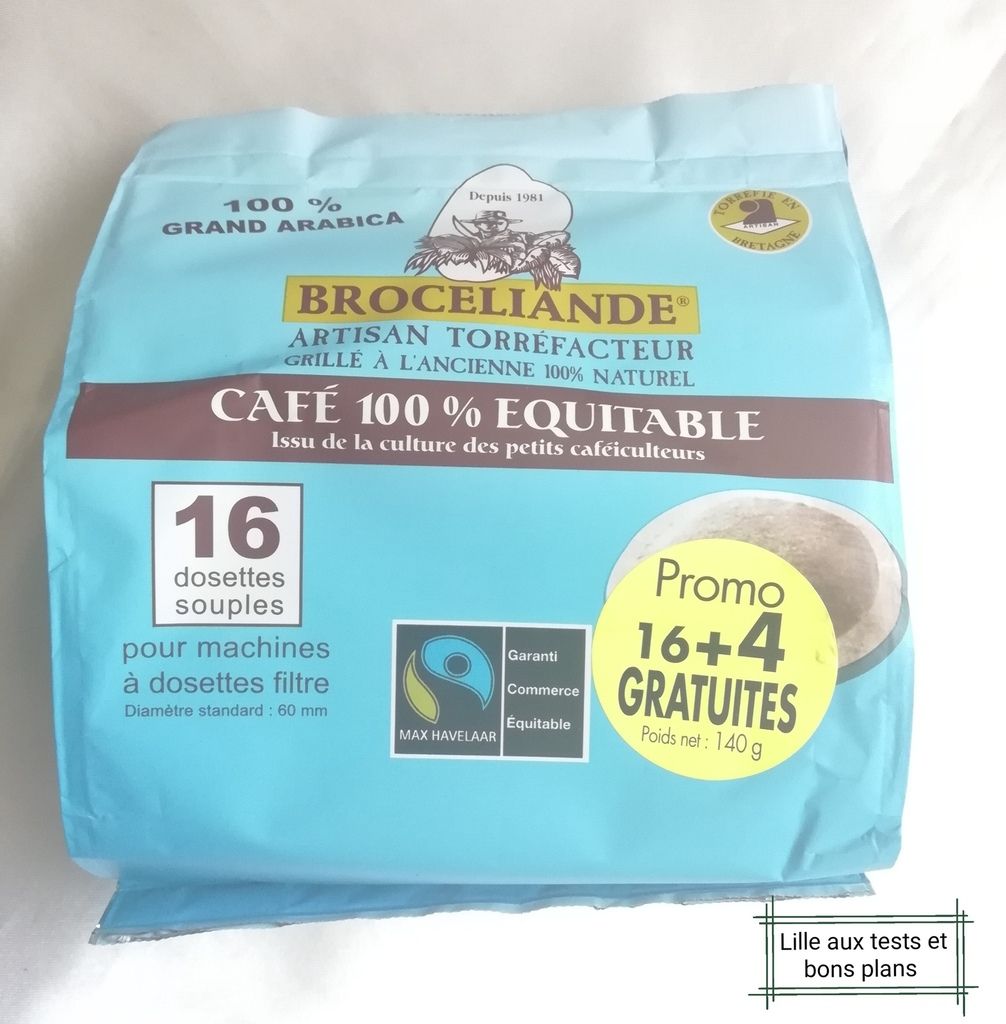 Depuis 1981
100 %
GRAND ARABICA
TORREFIE EN
ARTISAN
BRETAGNE
BROCELIANDE®
ARTISAN TORRÉFACTEUR
GRILLÉ À L'ANCIENNE 100% NATUREL
CAFÉ 100 % EQUITABLE
Issu de la culture des petits caféiculteurs
16
dosettes
souples
pour machines
à dosettes filtre
Diamètre standard : 60 mm
MAX HAVELAAR
Garanti
Commerce
Équitable
Promo
16+4
GRATUITES
Poids net : 140 g
Lille aux tests et
bons plans